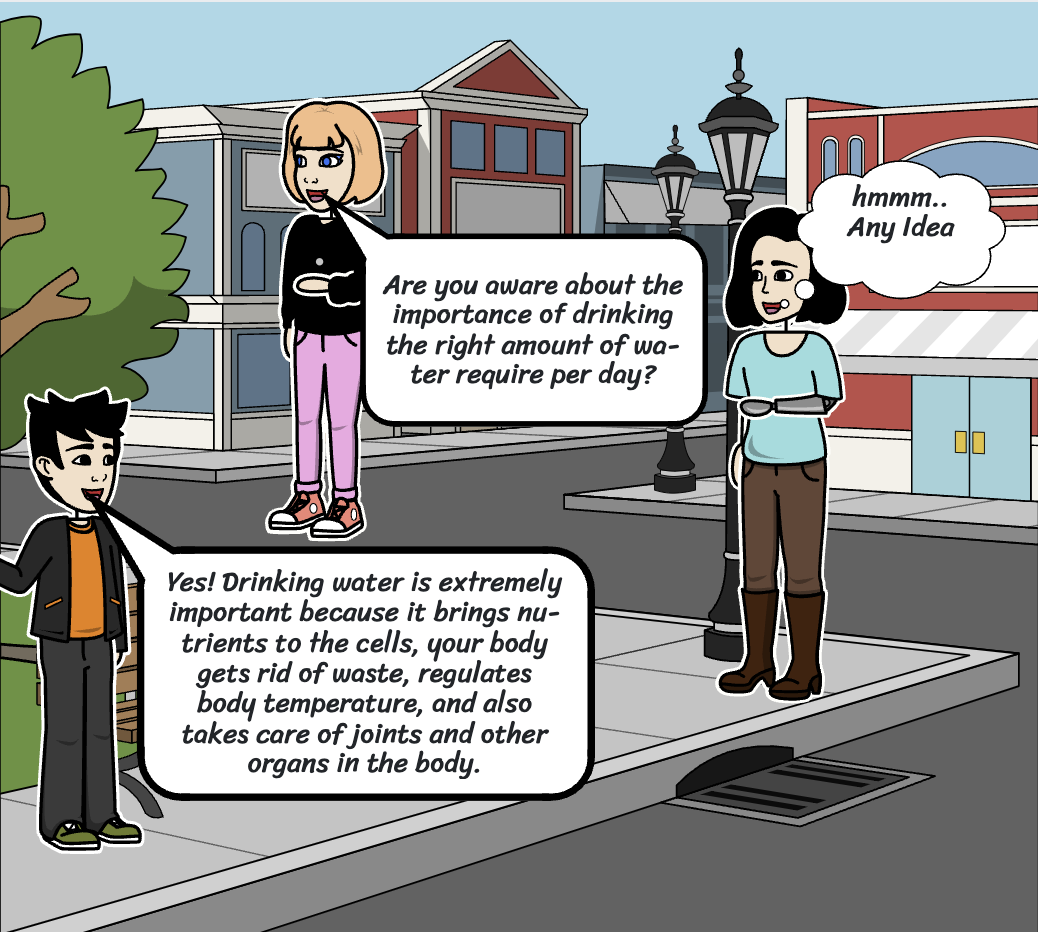 hmmm..
Any Idea
Are you aware about the
importance of drinking
the right amount of wa-
ter require per day?
Yes! Drinking water is extremely
important because it brings nu-
trients to the cells, your body
gets rid of waste, regulates
body temperature, and also
takes care of joints and other
organs in the body.